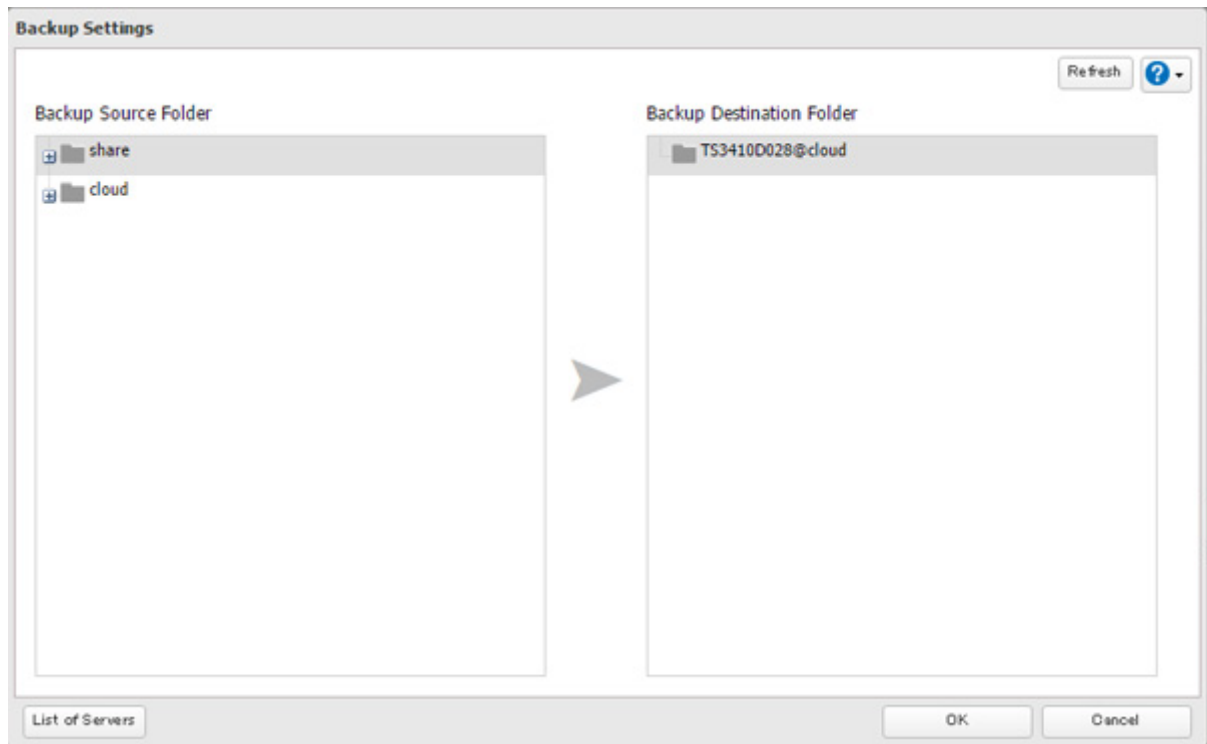 Backup Settings
Refresh
?
Backup Source Folder
Backup Destination Folder
share
TS3410D028@cloud
cloud
List of Servers
OK
Cancel